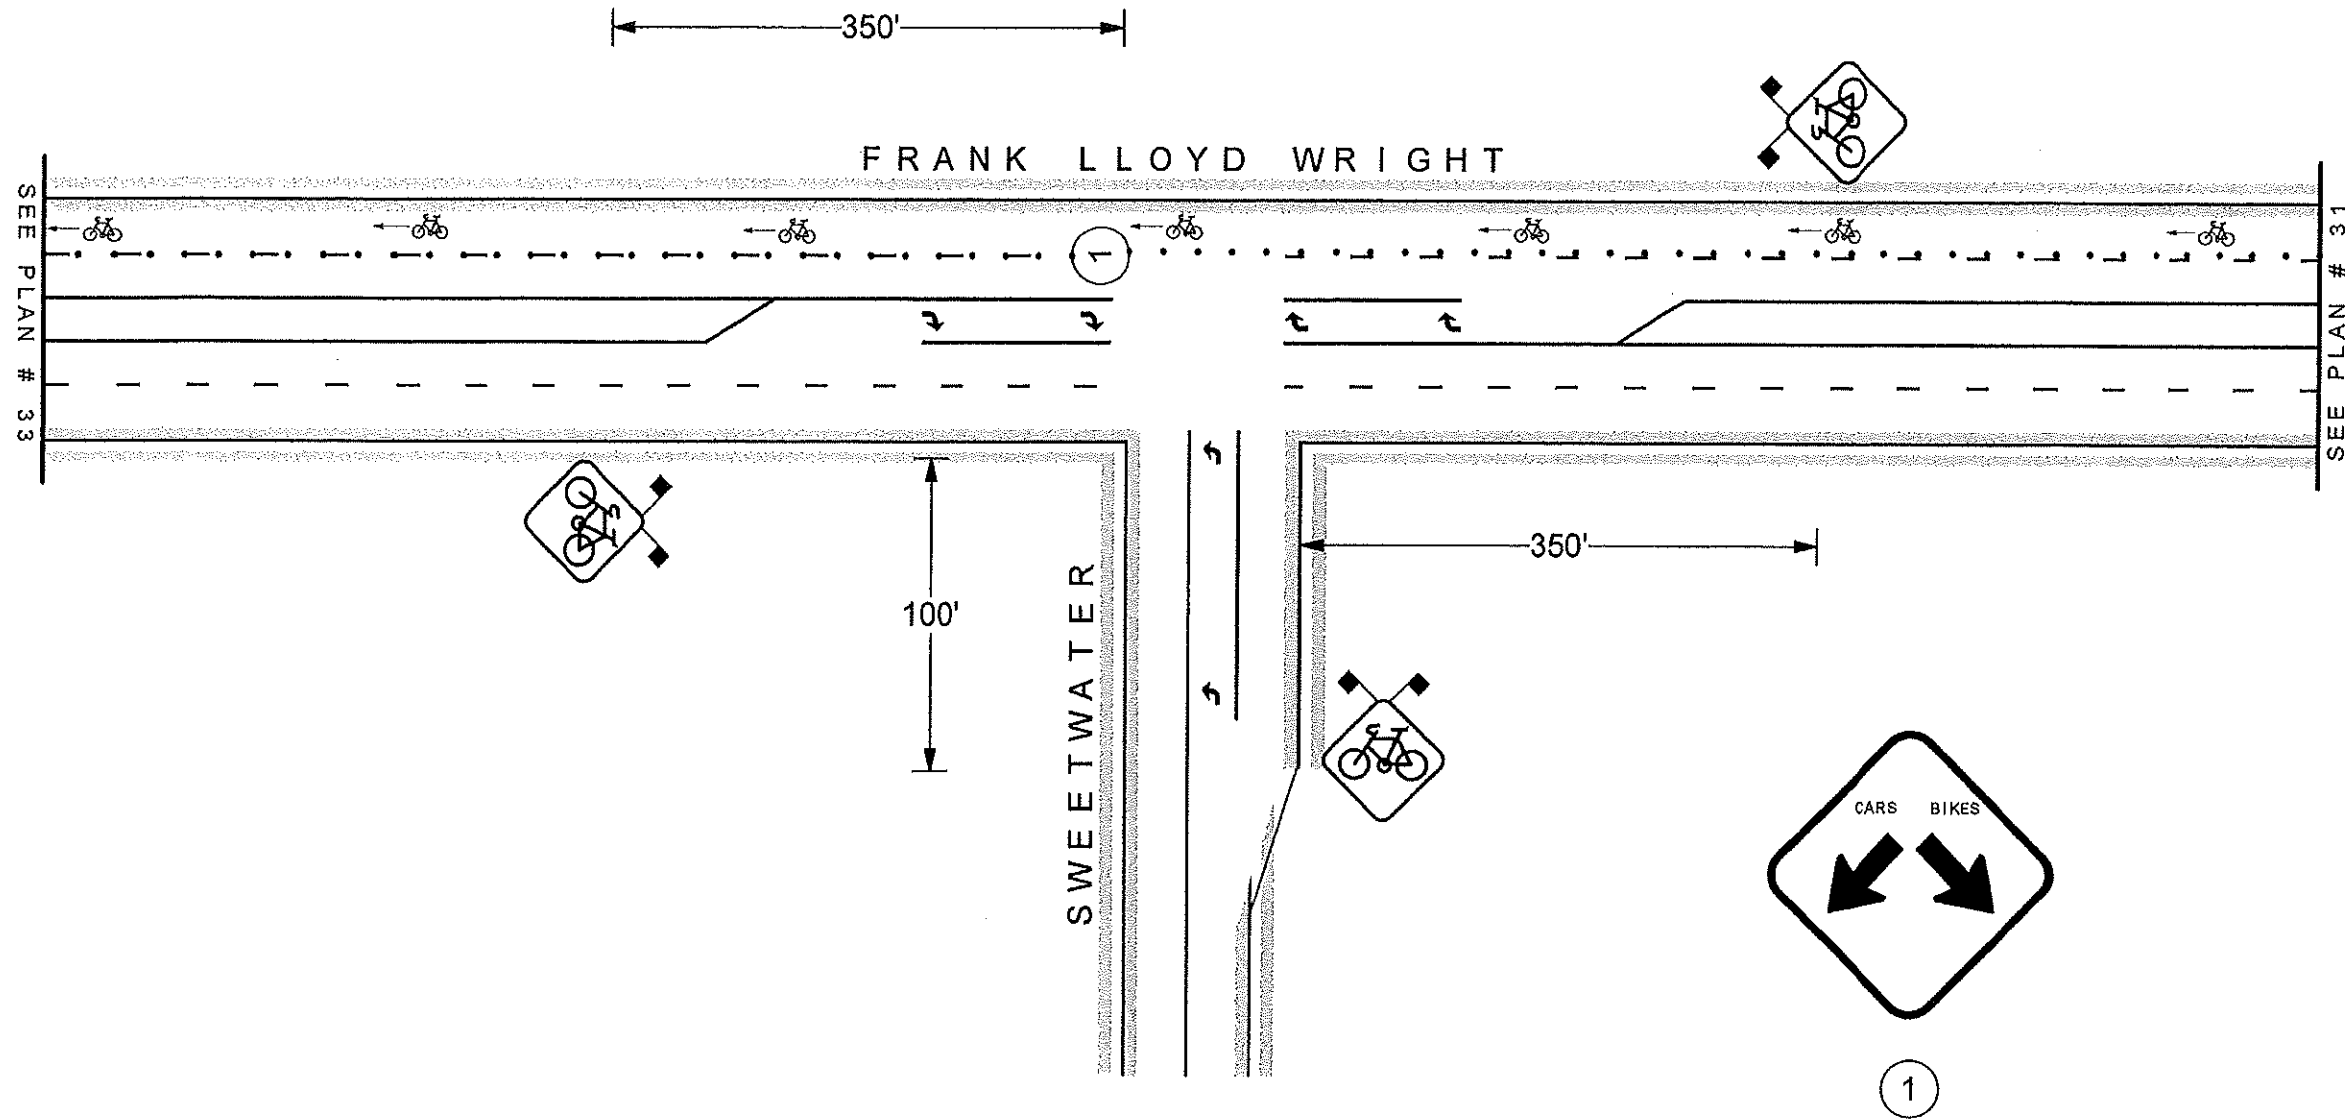 350'
FRANK LLOYD WRIGHT
SEE PLAN # 33
SEE PLAN # 31
1
350'
100'
SWEETWATER
CARS BIKES
1